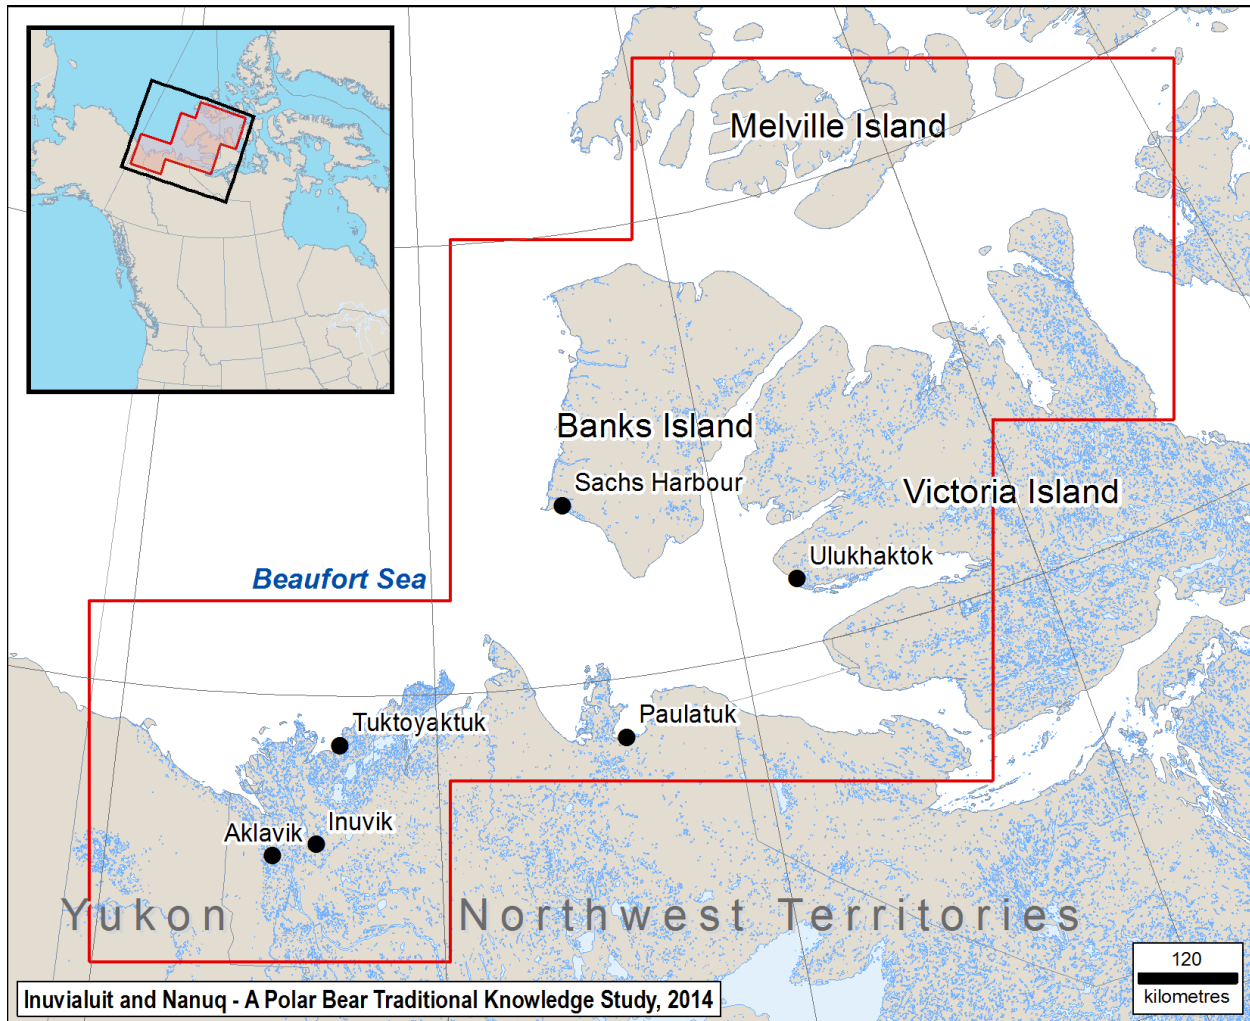 Melville Island
Banks Island
Sachs Harbour
Victoria Island
Ulukhaktok
Beaufort Sea
Tuktoyaktuk
Paulatuk
Inuvik
Aklavik
Yukon
Northwest Territories
120
kilometres
Inuvialuit and Nanuq - A Polar Bear Traditional Knowledge Study, 2014